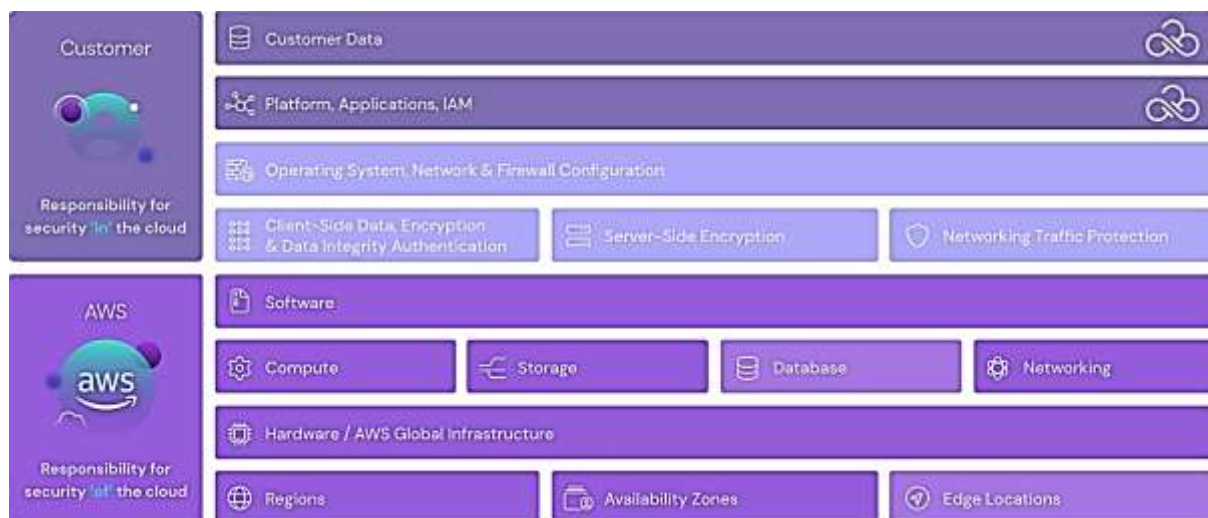 Customer
Responsibility for
security 'in' the cloud
Customer Data
Platform, Applications, IAM
Operating System, Network & Firewall Configuration
Client-Side Data, Encryption
& Data Integrity Authentication
Server-Side Encryption
Networking Traffic Protection
AWS
aws
Responsibility for
security 'of' the cloud
Software
Compute
Storage
Database
Networking
Hardware / AWS Global Infrastructure
Regions
Availability Zones
Edge Locations